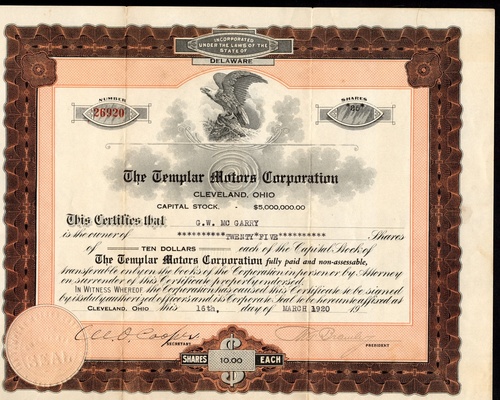 INCORPORATED
UNDER THE LAWS OF THE
STATE OF
DELAWARE
NUMBER
26920
SHARES
The Templar Motors Corporation
CLEVELAND, OHIO
CAPITAL STOCK, - $5,000,000.00
This Certifies that G.W. MC GARRY
is the owner of **********TWENTY*FIVE********** Shares
of TEN DOLLARS each of the Capital Stock of
The Templar Motors Corporation fully paid and non-assessable,
transferable only on the books of the Corporation in person or by Attorney
on surrender of this Certificate properly endorsed.
IN WITNESS WHEREOF the Corporation has caused this Certificate to be signed
by its duly authorized officers and its Corporate Seal to be hereunto affixed at
CLEVELAND, OHIO this 16th. day of MARCH 1920 19
SECRETARY
PRESIDENT
SHARES $10.00 EACH
SEAL